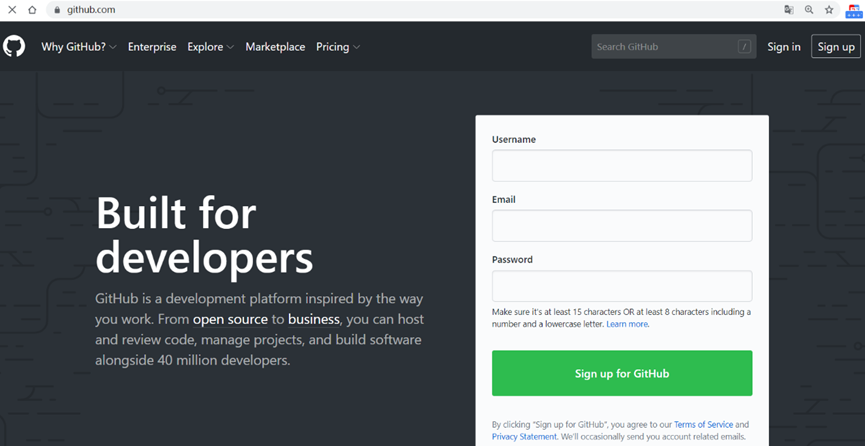 github.com
Why GitHub? Enterprise Explore Marketplace Pricing
Search GitHub / Sign in Sign up
Built for
developers
GitHub is a development platform inspired by the way
you work. From open source to business, you can host
and review code, manage projects, and build software
alongside 40 million developers.
Username
Email
Password
Make sure it's at least 15 characters OR at least 8 characters including a
number and a lowercase letter. Learn more.
Sign up for GitHub
By clicking "Sign up for GitHub", you agree to our Terms of Service and
Privacy Statement. We'll occasionally send you account related emails.